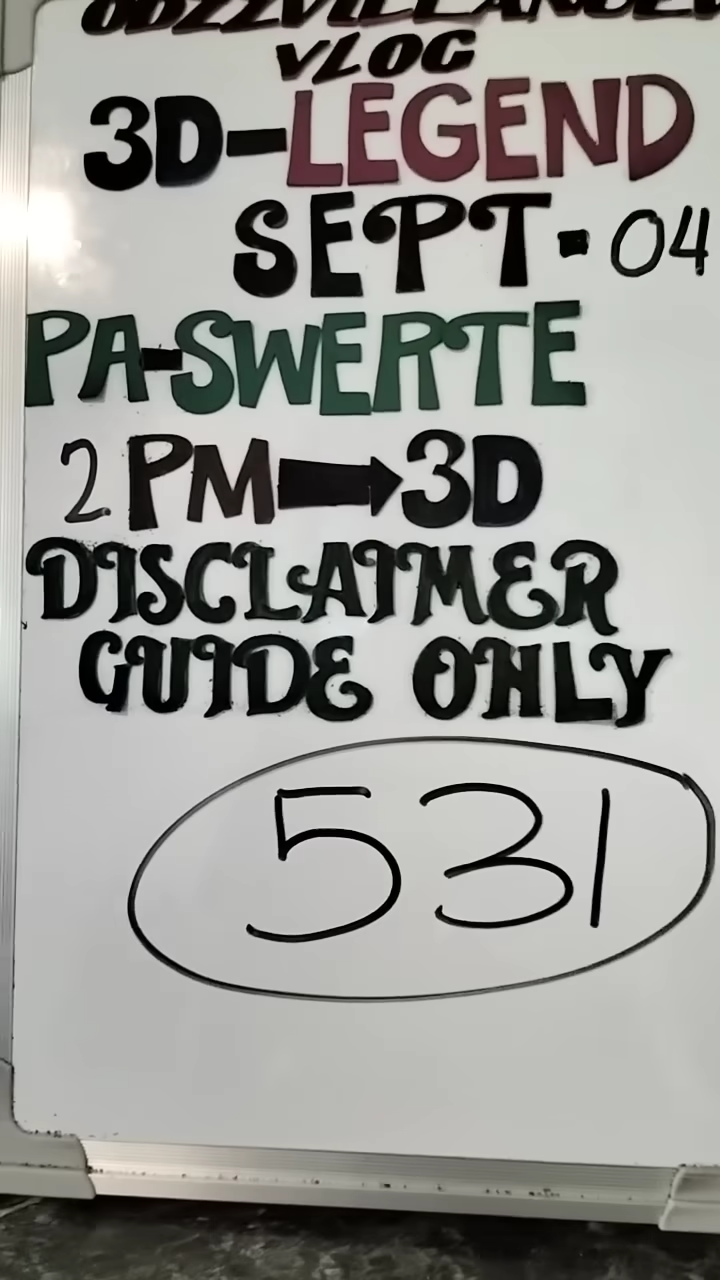 VLOG
3D-LEGEND
SEPT-04
PA-SWERTE
2PM➡3D
DISCLAIMER
GUIDE ONLY
531